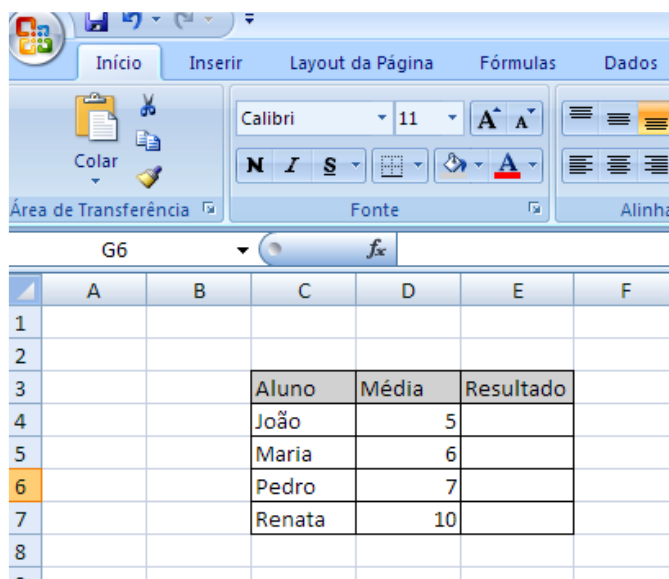 Início Inserir Layout da Página Fórmulas Dados
Colar
Calibri 11 A A
N I S A
Área de Transferência Fonte
G6 fx
A B C D E F
1
2
3 Aluno Média Resultado
4 João 5
5 Maria 6
6 Pedro 7
7 Renata 10
8